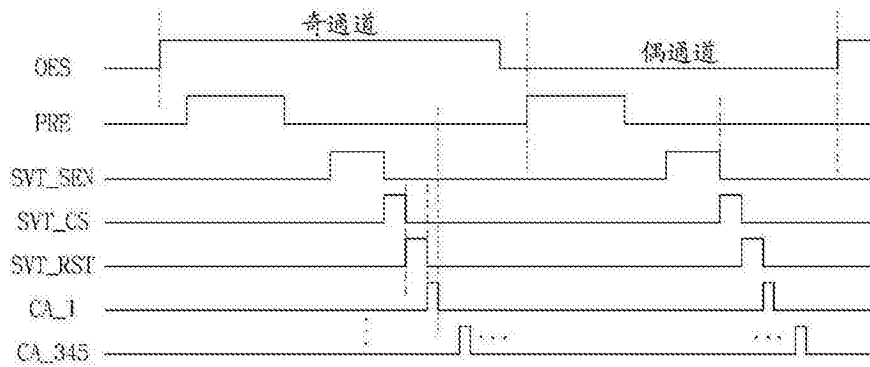 奇通道
OES
偶通道
PRE
SVT_SEN
SVT_CS
SVT_RST
CA_1
CA_345